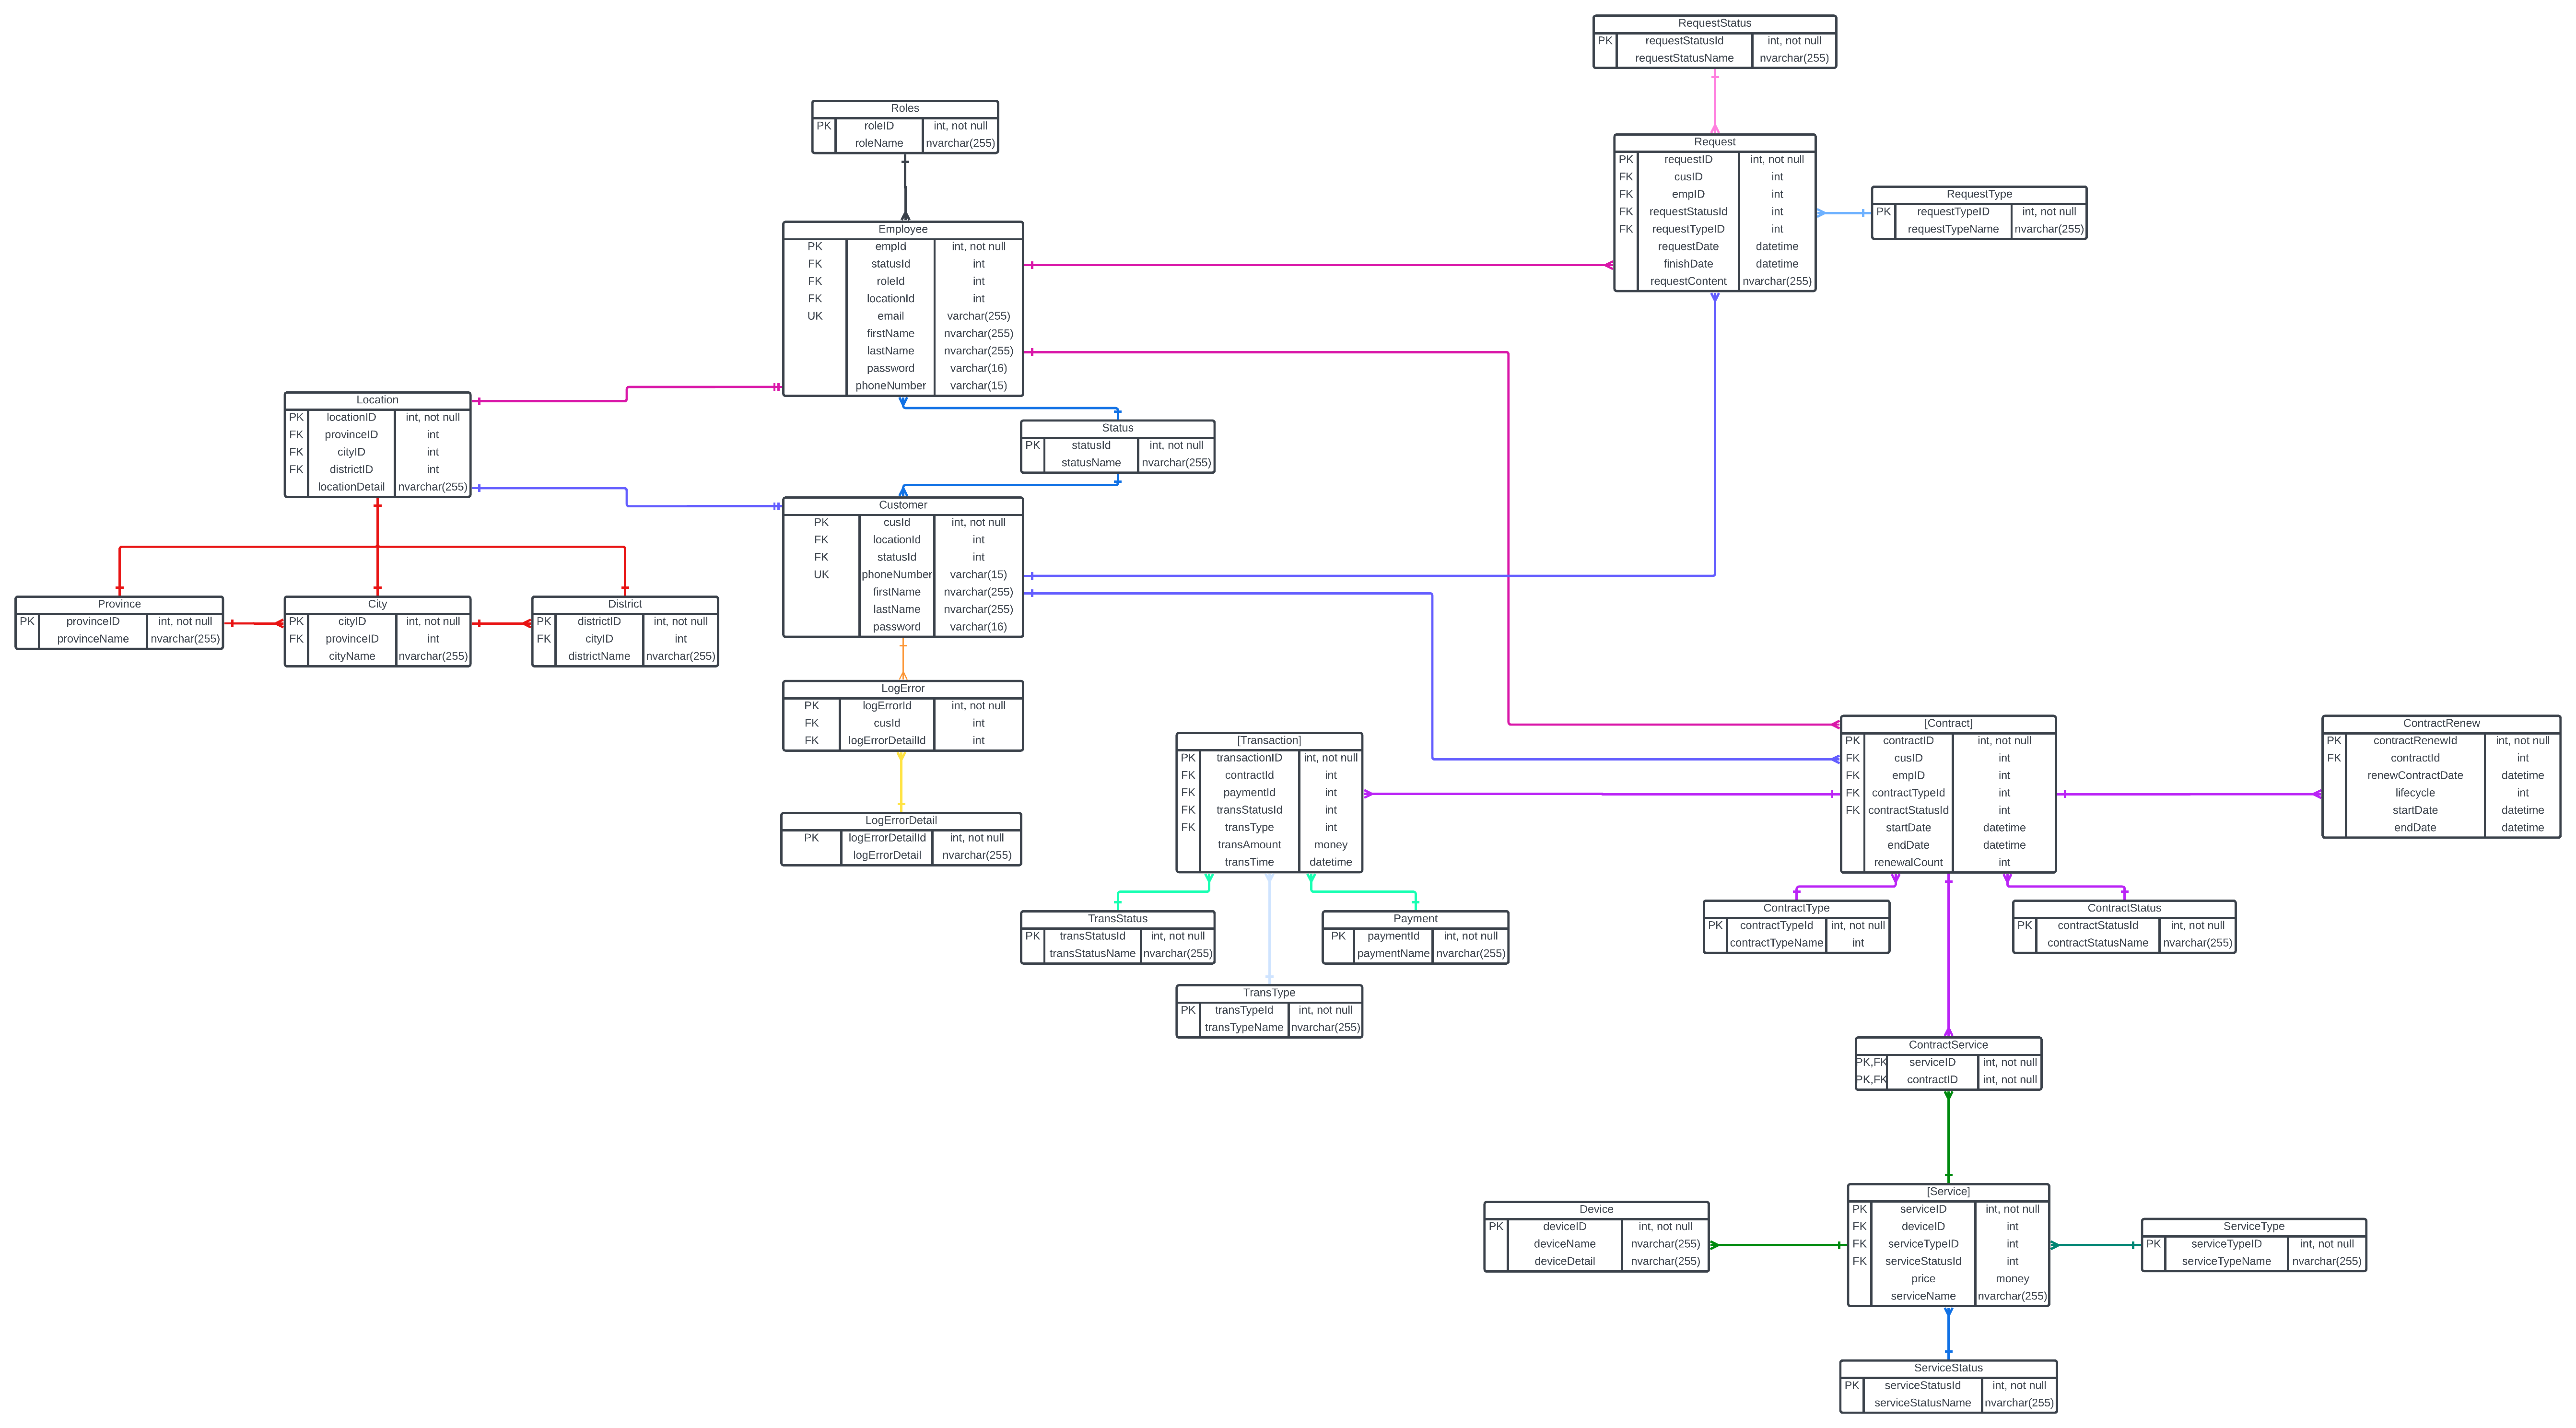 RequestStatus
PK requestStatusId int, not null
requestStatusName nvarchar(255)
Roles
PK roleID int, not null
roleName nvarchar(255)
Request
PK requestID int, not null
FK cusID int
FK empID int
FK requestStatusId int
FK requestTypeID int
requestDate datetime
finishDate datetime
requestContent nvarchar(255)
RequestType
PK requestTypeID int, not null
requestTypeName nvarchar(255)
Employee
PK empId int, not null
FK statusId int
FK roleId int
FK locationId int
UK email varchar(255)
firstName nvarchar(255)
lastName nvarchar(255)
password varchar(16)
phoneNumber varchar(15)
Location
PK locationID int, not null
FK provinceID int
FK cityID int
FK districtID int
locationDetail nvarchar(255)
Status
PK statusId int, not null
statusName nvarchar(255)
Customer
PK cusId int, not null
FK locationId int
FK statusId int
UK phoneNumber varchar(15)
firstName nvarchar(255)
lastName nvarchar(255)
password varchar(16)
Province
PK provinceID int, not null
provinceName nvarchar(255)
City
PK cityID int, not null
FK provinceID int
cityName nvarchar(255)
District
PK districtID int, not null
FK cityID int
districtName nvarchar(255)
LogError
PK logErrorId int, not null
FK cusId int
FK logErrorDetailId int
LogErrorDetail
PK logErrorDetailId int, not null
logErrorDetail nvarchar(255)
[Transaction]
PK transactionID int, not null
FK contractId int
FK paymentId int
FK transStatusId int
FK transType int
transAmount money
transTime datetime
[Contract]
PK contractID int, not null
FK cusID int
FK empID int
FK contractTypeId int
FK contractStatusId int
startDate datetime
endDate datetime
renewalCount int
ContractRenew
PK contractRenewId int, not null
FK contractId int
renewContractDate datetime
lifecycle int
startDate datetime
endDate datetime
TransStatus
PK transStatusId int, not null
transStatusName nvarchar(255)
Payment
PK paymentId int, not null
paymentName nvarchar(255)
ContractType
PK contractTypeId int, not null
contractTypeName int
ContractStatus
PK contractStatusId int, not null
contractStatusName nvarchar(255)
TransType
PK transTypeId int, not null
transTypeName nvarchar(255)
ContractService
PK,FK serviceID int, not null
PK,FK contractID int, not null
[Service]
PK serviceID int, not null
FK deviceID int
FK serviceTypeID int
FK serviceStatusId int
price money
serviceName nvarchar(255)
Device
PK deviceID int, not null
deviceName nvarchar(255)
deviceDetail nvarchar(255)
ServiceType
PK serviceTypeID int, not null
serviceTypeName nvarchar(255)
ServiceStatus
PK serviceStatusId int, not null
serviceStatusName nvarchar(255)